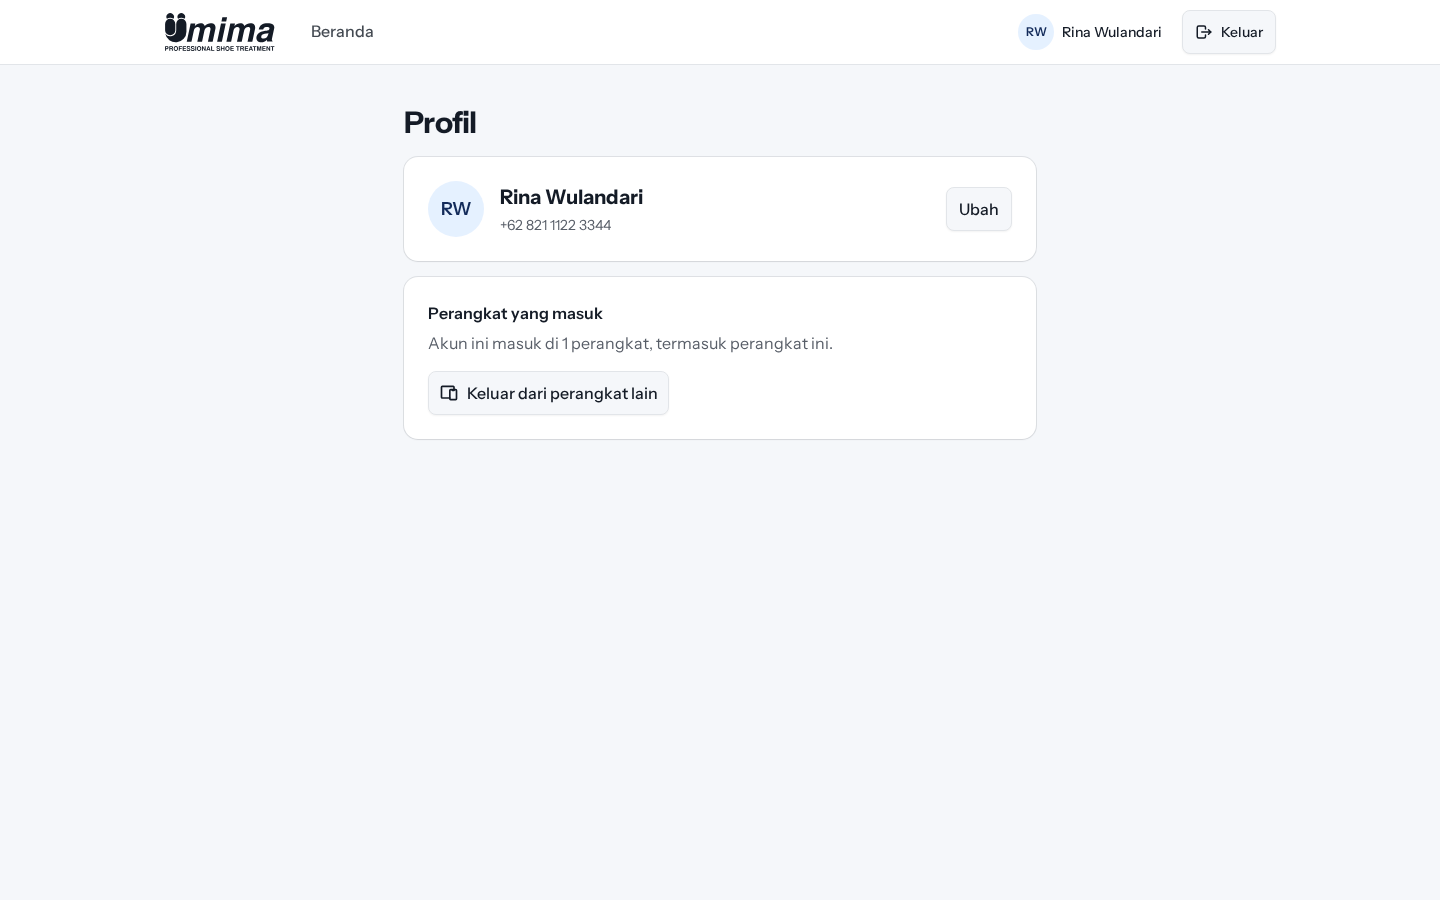 Ümima
PROFESSIONAL SHOE TREATMENT
Beranda
RW
Rina Wulandari
Keluar
Profil
RW
Rina Wulandari
+62 821 1122 3344
Ubah
Perangkat yang masuk
Akun ini masuk di 1 perangkat, termasuk perangkat ini.
Keluar dari perangkat lain